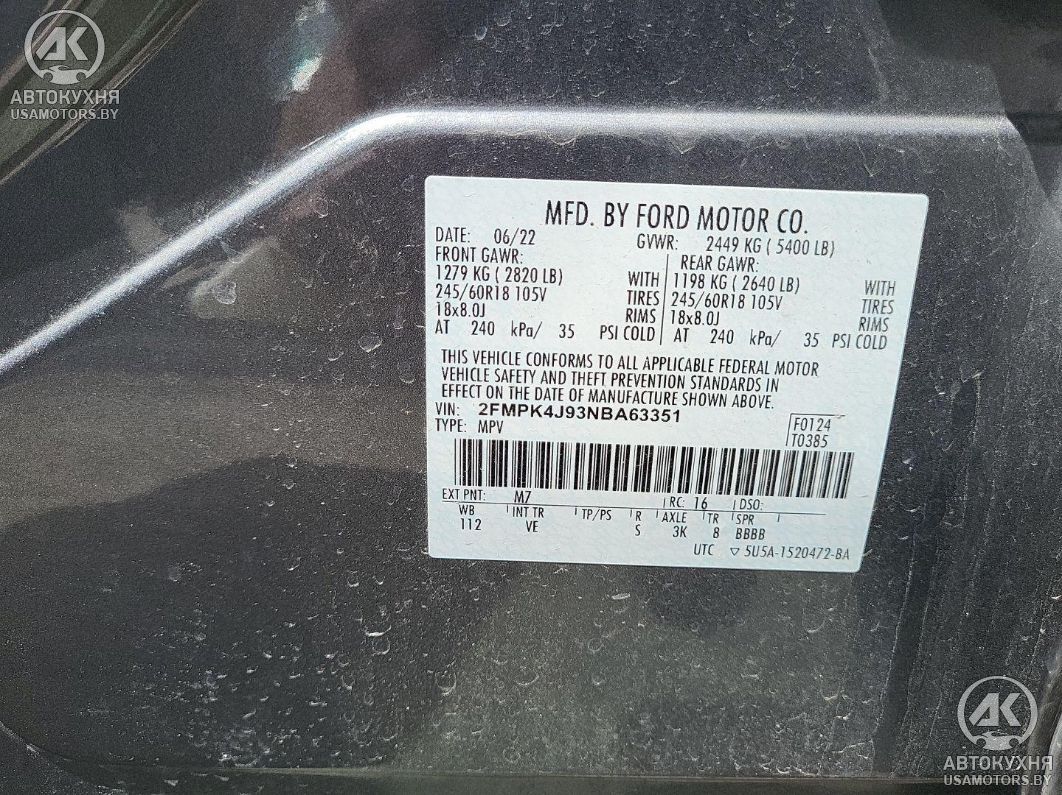 AK
АВТОКУХНЯ
USAMOTORS.BY
MFD. BY FORD MOTOR CO.
DATE: 06/22 GVWR: 2449 KG ( 5400 LB)
FRONT GAWR: REAR GAWR:
1279 KG ( 2820 LB) WITH 1198 KG ( 2640 LB) WITH
245/60R18 105V TIRES 245/60R18 105V TIRES
18x8.0J RIMS 18x8.0J RIMS
AT 240 kPa/ 35 PSI COLD AT 240 kPa/ 35 PSI COLD
THIS VEHICLE CONFORMS TO ALL APPLICABLE FEDERAL MOTOR
VEHICLE SAFETY AND THEFT PREVENTION STANDARDS IN
EFFECT ON THE DATE OF MANUFACTURE SHOWN ABOVE.
VIN: 2FMPK4J93NBA63351
TYPE: MPV
F0124
T0385
EXT PNT: M7 RC: 16 DSO:
WB INT TR TP/PS R AXLE TR SPR
112 VE S 3K 8 BBBB
UTC ▽ 5U5A-1520472-BA
AK
АВТОКУХНЯ
USAMOTORS.BY